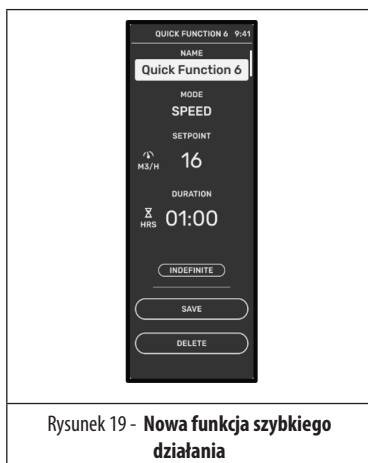 QUICK FUNCTION 6 9:41
NAME
Quick Function 6
MODE
SPEED
SETPOINT
M3/H 16
DURATION
HRS 01:00
INDEFINITE
SAVE
DELETE
Rysunek 19 - Nowa funkcja szybkiego
działania